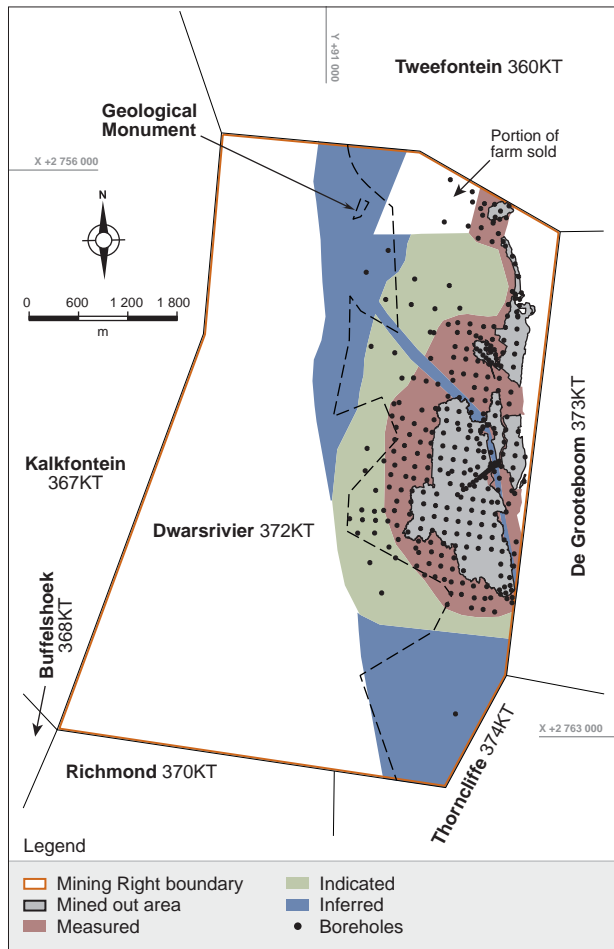 Y +91 000
Tweefontein 360KT
Geological
Monument
Portion of
farm sold
X +2 756 000
N
0 600 1 200 1 800
m
Kalkfontein
367KT
Dwarsrivier 372KT
De Grooteboom 373KT
Buffelshoek
368KT
Richmond 370KT
Thorncliffe 374KT
X +2 763 000
Legend
Mining Right boundary
Mined out area
Measured
Indicated
Inferred
Boreholes